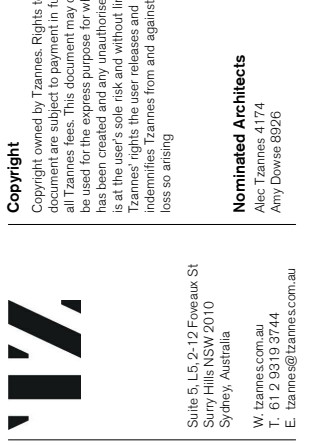 TZ
Suite 5, L5, 2-12 Foveaux St
Surry Hills NSW 2010
Sydney, Australia
W. tzannes.com.au
T. 61 2 9319 3744
E. tzannes@tzannes.com.au
Copyright
Copyright owned by Tzannes. Rights to
document are subject to payment in fu
all Tzannes fees. This document may o
be used for the express purpose for wh
has been created and any unauthorise
is at the user's sole risk and without lin
Tzannes' rights the user releases and
indemnifies Tzannes from and against
loss so arising
Nominated Architects
Alec Tzannes 4174
Amy Dowse 8926